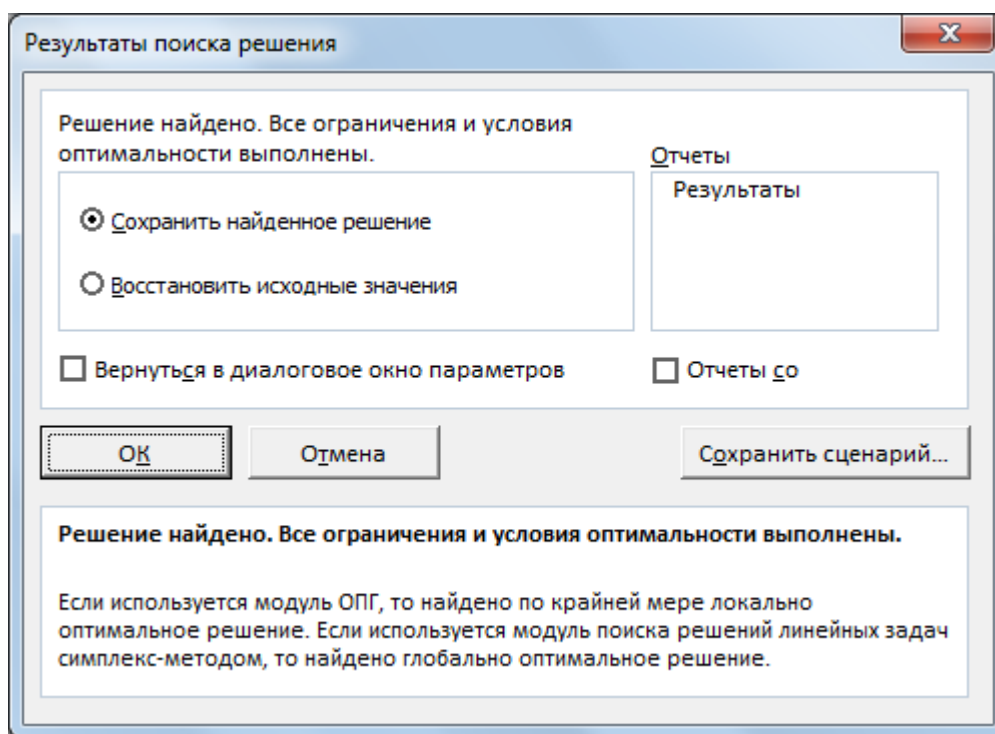 Результаты поиска решения
Решение найдено. Все ограничения и условия
оптимальности выполнены.
Отчеты
Результаты
Сохранить найденное решение
Восстановить исходные значения
Вернуться в диалоговое окно параметров
Отчеты со
ОК
Отмена
Сохранить сценарий...
Решение найдено. Все ограничения и условия оптимальности выполнены.
Если используется модуль ОПГ, то найдено по крайней мере локально
оптимальное решение. Если используется модуль поиска решений линейных задач
симплекс-методом, то найдено глобально оптимальное решение.